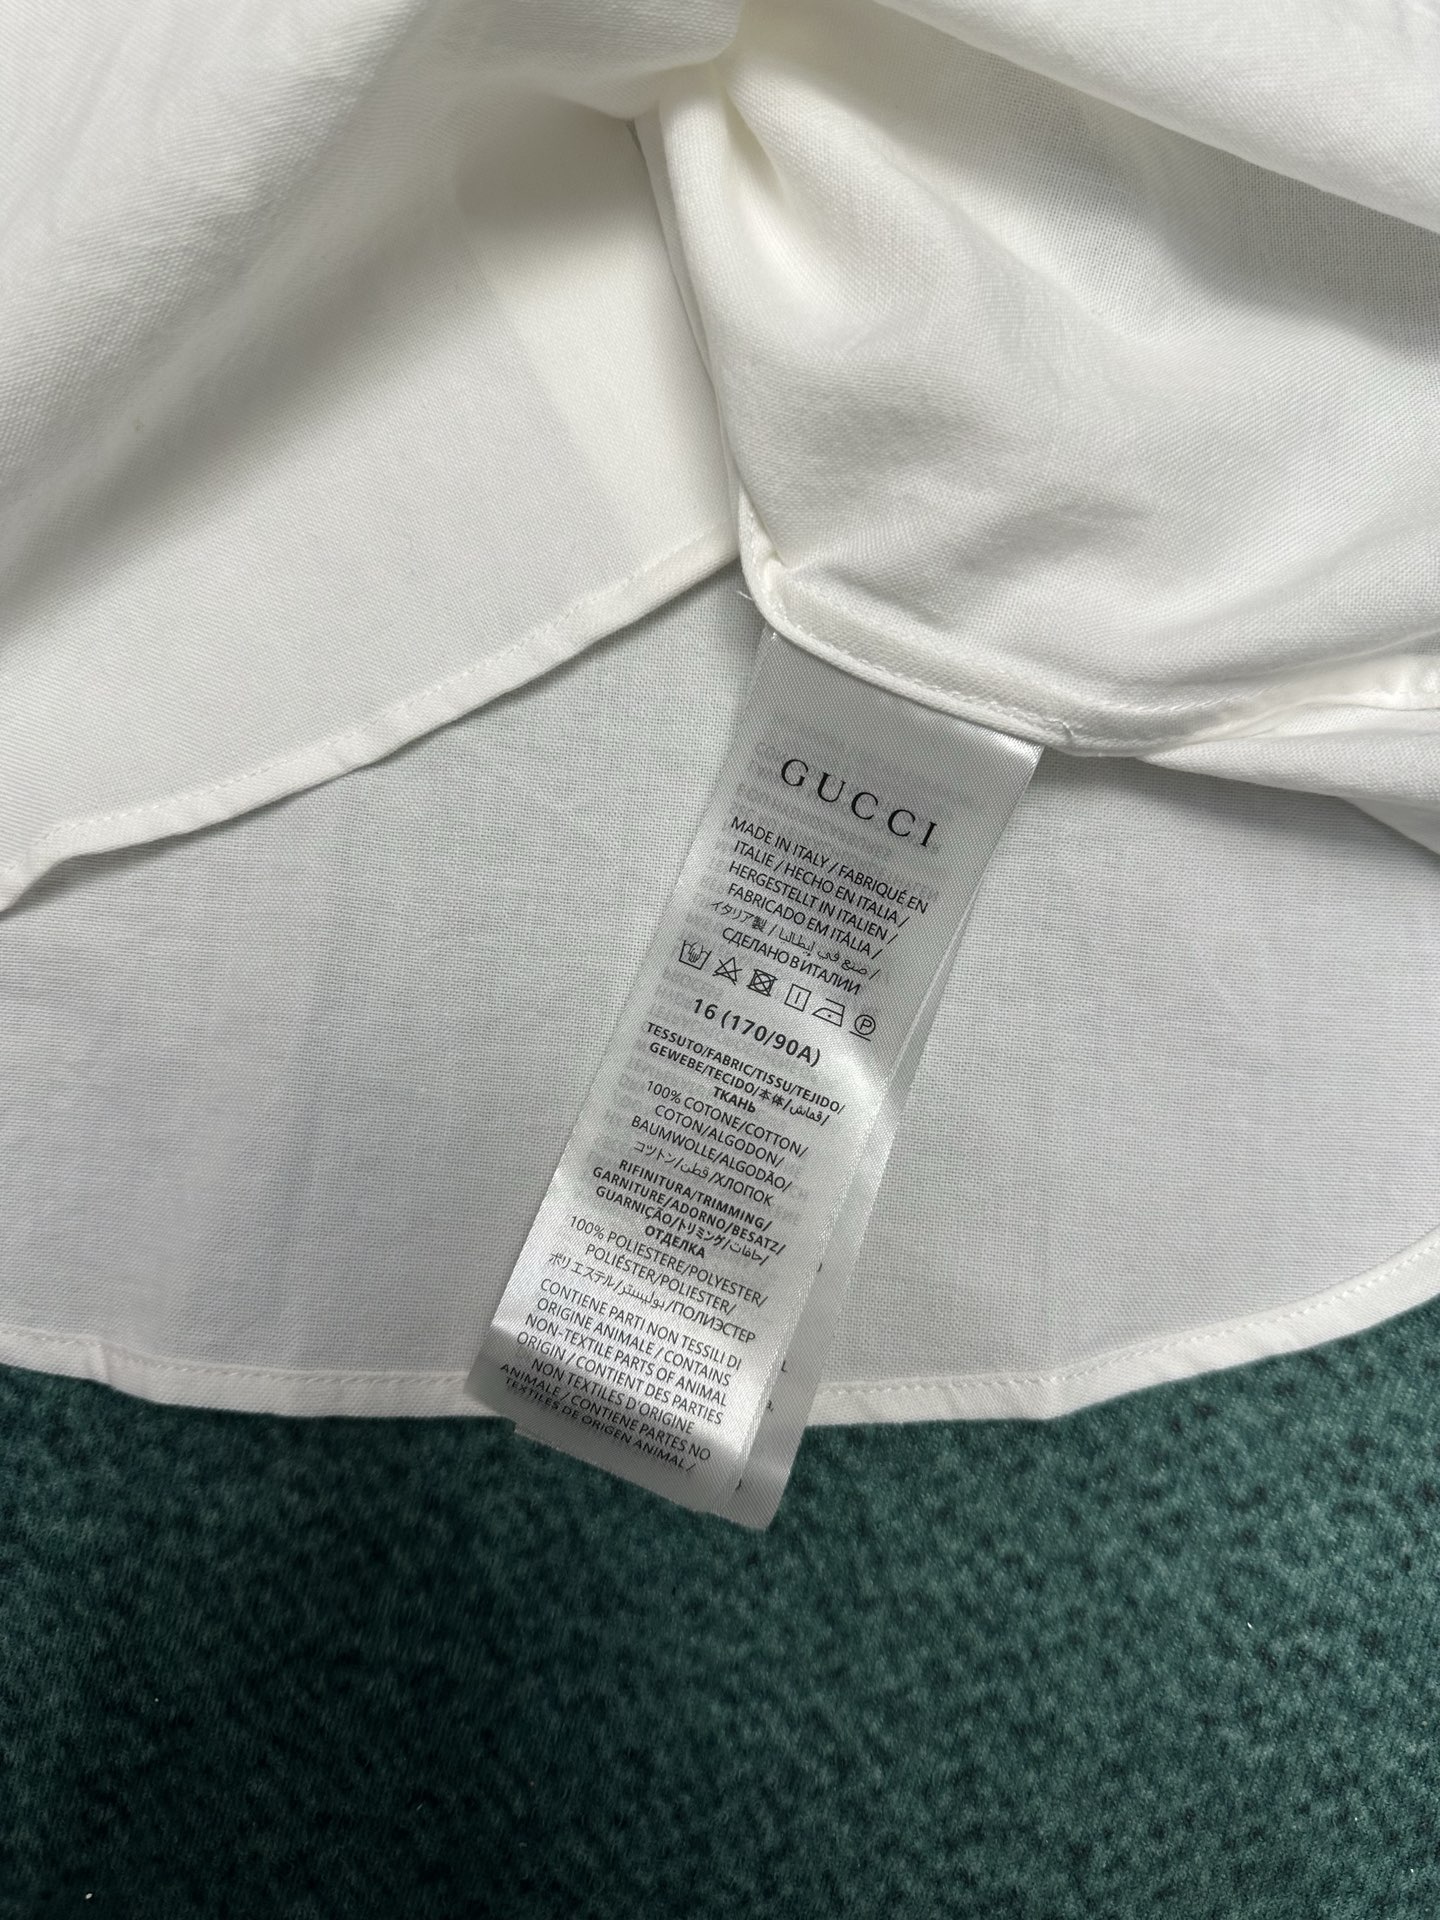 GUCCI
MADE IN ITALY / FABRIQUÉ EN
ITALIE / HECHO EN ITALIA /
HERGESTELLT IN ITALIEN /
FABRICADO EM ITÁLIA /
イタリア製 / صنع في إيطاليا /
СДЕЛАНО В ИТАЛИИ
P
16 (170/90A)
TESSUTO/FABRIC/TISSU/TEJIDO/
GEWEBE/TECIDO/本体/قماش/
ТКАНЬ
100% COTONE/COTTON/
COTON/ALGODON/
BAUMWOLLE/ALGODÃO/
コットン/قطن/ХЛОПОК
RIFINITURA/TRIMMING/
GARNITURE/ADORNO/BESATZ/
GUARNIÇÃO/トリミング/حافات/
ОТДЕЛКА
100% POLIESTERE/POLYESTER/
POLIÉSTER/POLIESTER/
ポリエステル/بوليستر/ПОЛИЭСТЕР
CONTIENE PARTI NON TESSILI DI
ORIGINE ANIMALE / CONTAINS
NON-TEXTILE PARTS OF ANIMAL
ORIGIN / CONTIENT DES PARTIES
NON TEXTILES D'ORIGINE
ANIMALE / CONTIENE PARTES NO
TEXTILES DE ORIGEN ANIMAL /